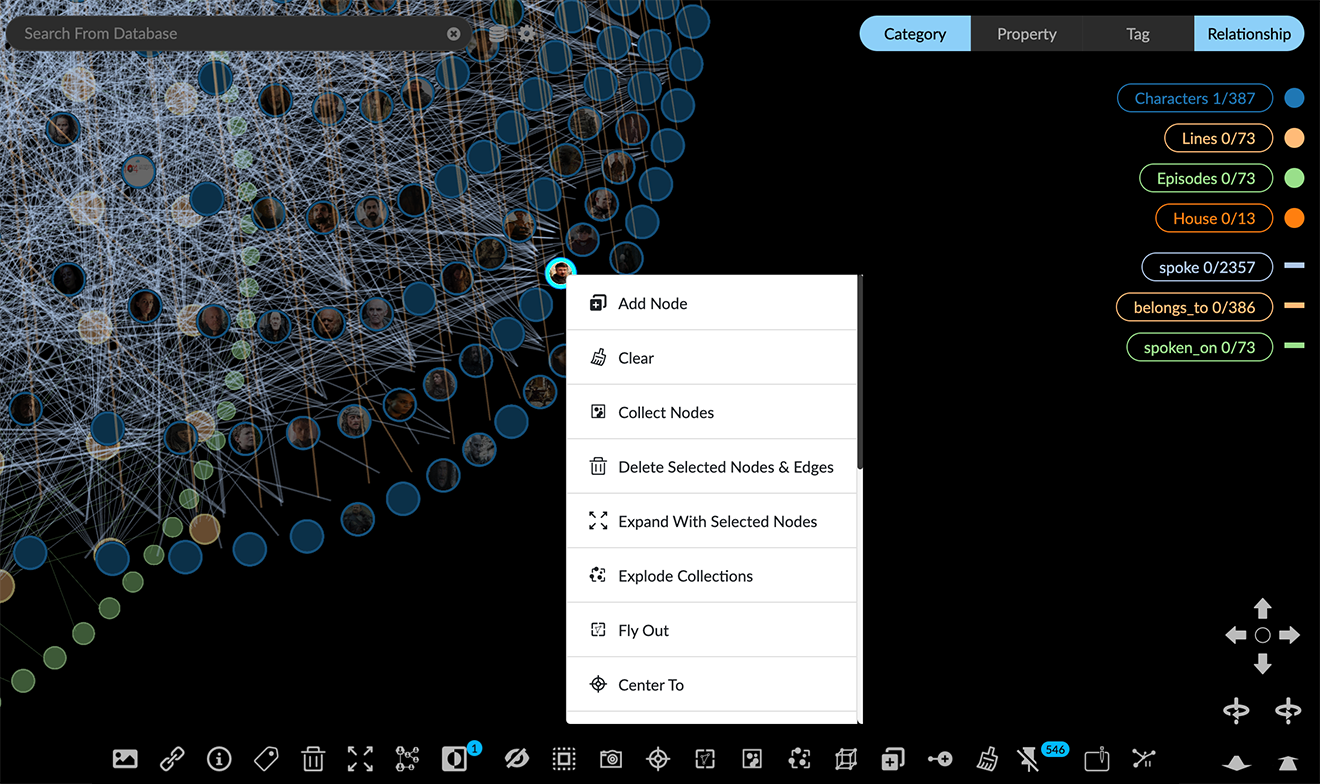 Search From Database
Category
Property
Tag
Relationship
Characters 1/387
Lines 0/73
Episodes 0/73
House 0/13
spoke 0/2357
belongs_to 0/386
spoken_on 0/73
Add Node
Clear
Collect Nodes
Delete Selected Nodes & Edges
Expand With Selected Nodes
Explode Collections
Fly Out
Center To
1
546